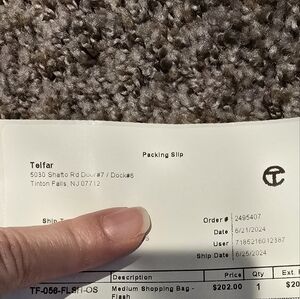 Packing Slip
Telfar
5030 Shafto Rd Door#7 / Dock#6
Tinton Falls, NJ 07712
Ship T
Order # 2495407
Date 6/21/2024
User 7185216012387
Ship Date 6/25/2024
Description Price Qty Ext.
TF-056-FLSH-OS Medium Shopping Bag - Flash $202.00 1 $20